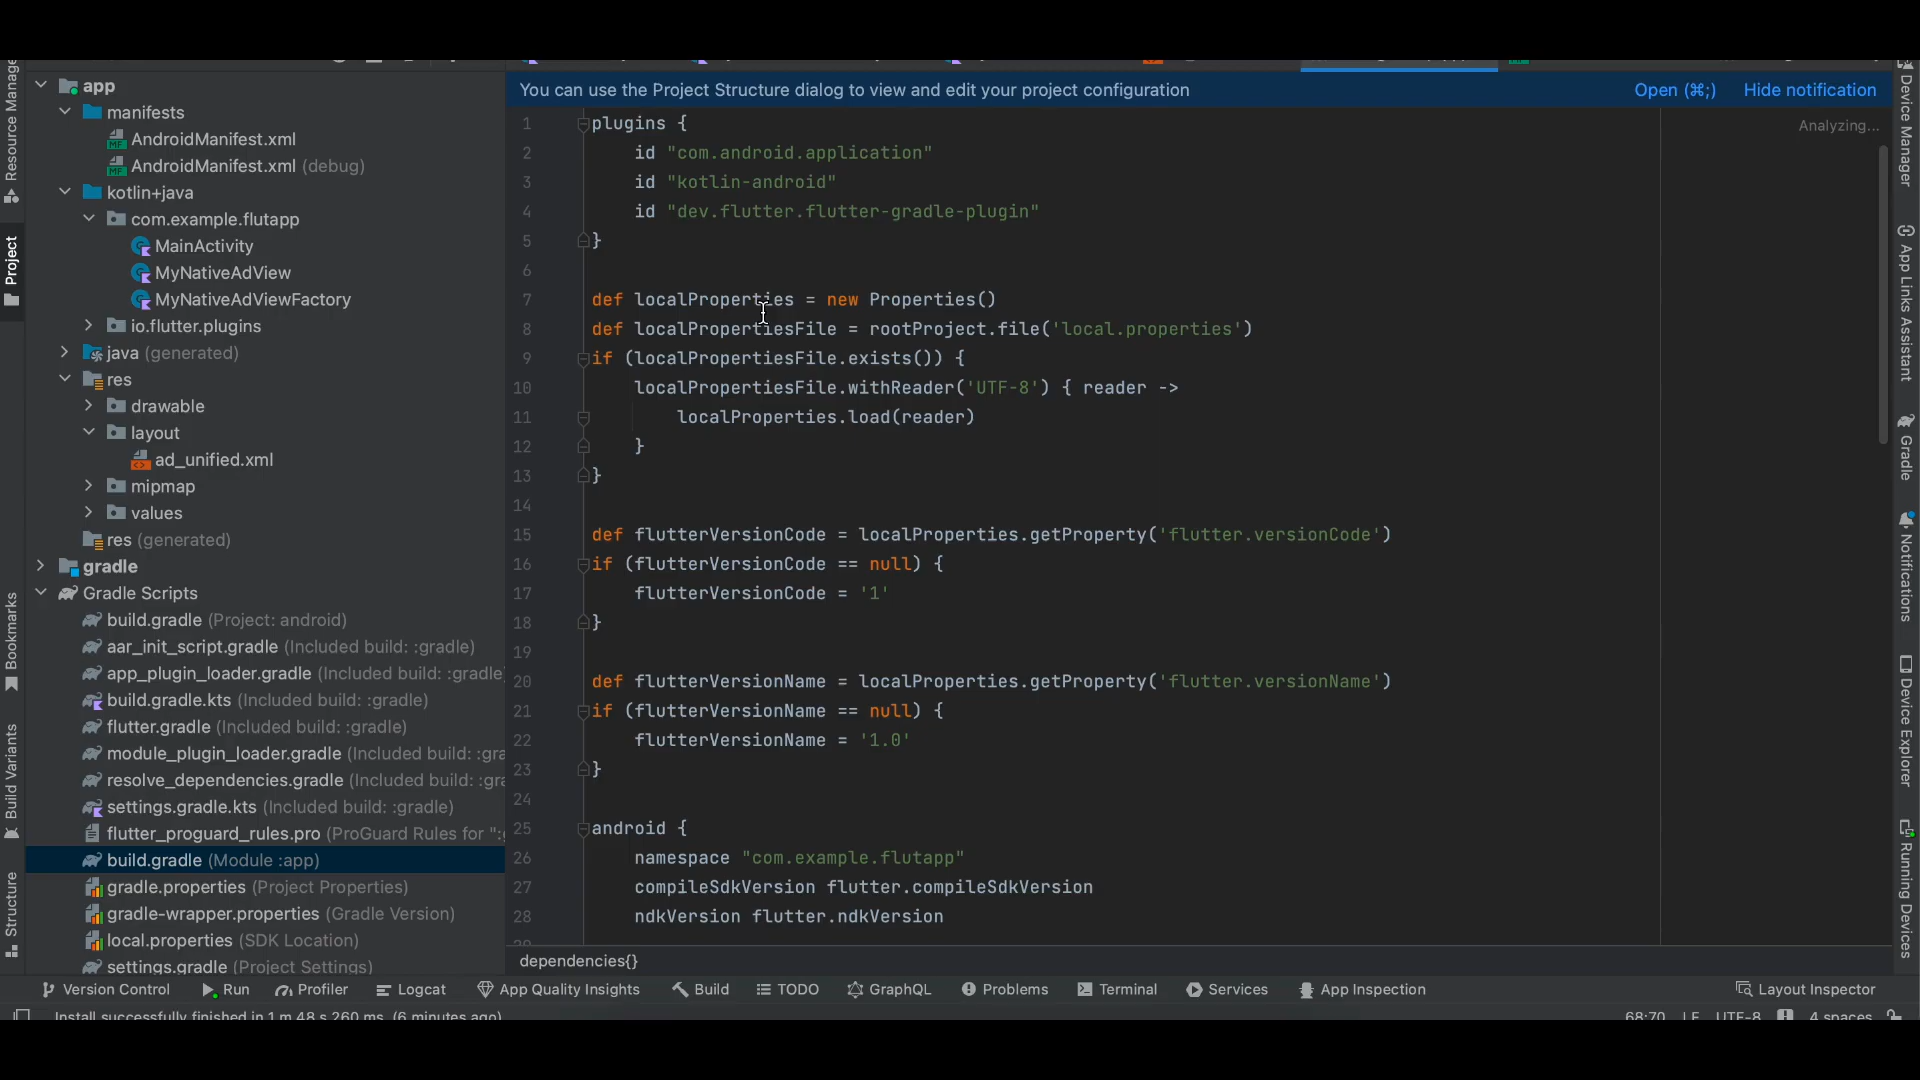 Resource Manager
Project
Bookmarks
Build Variants
Structure
app
manifests
AndroidManifest.xml
AndroidManifest.xml (debug)
kotlin+java
com.example.flutapp
MainActivity
MyNativeAdView
MyNativeAdViewFactory
io.flutter.plugins
java (generated)
res
drawable
layout
ad_unified.xml
mipmap
values
res (generated)
gradle
Gradle Scripts
build.gradle (Project: android)
aar_init_script.gradle (Included build: :gradle)
app_plugin_loader.gradle (Included build: :gradle
build.gradle.kts (Included build: :gradle)
flutter.gradle (Included build: :gradle)
module_plugin_loader.gradle (Included build: :gra
resolve_dependencies.gradle (Included build: :gra
settings.gradle.kts (Included build: :gradle)
flutter_proguard_rules.pro (ProGuard Rules for ":
build.gradle (Module :app)
gradle.properties (Project Properties)
gradle-wrapper.properties (Gradle Version)
local.properties (SDK Location)
settings.gradle (Project Settings)
You can use the Project Structure dialog to view and edit your project configuration Open (⌘;) Hide notification
Analyzing...
1 plugins {
2 id "com.android.application"
3 id "kotlin-android"
4 id "dev.flutter.flutter-gradle-plugin"
5 }
6
7 def localProperties = new Properties()
8 def localPropertiesFile = rootProject.file('local.properties')
9 if (localPropertiesFile.exists()) {
10 localPropertiesFile.withReader('UTF-8') { reader ->
11 localProperties.load(reader)
12 }
13 }
14
15 def flutterVersionCode = localProperties.getProperty('flutter.versionCode')
16 if (flutterVersionCode == null) {
17 flutterVersionCode = '1'
18 }
19
20 def flutterVersionName = localProperties.getProperty('flutter.versionName')
21 if (flutterVersionName == null) {
22 flutterVersionName = '1.0'
23 }
24
25 android {
26 namespace "com.example.flutapp"
27 compileSdkVersion flutter.compileSdkVersion
28 ndkVersion flutter.ndkVersion
dependencies{}
Device Manager
App Links Assistant
Gradle
Notifications
Device Explorer
Running Devices
Version Control Run Profiler Logcat App Quality Insights Build TODO GraphQL Problems Terminal Services App Inspection Layout Inspector
Install successfully finished in 1 m 48 s 260 ms. (6 minutes ago) 68:70 LF UTF-8 4 spaces